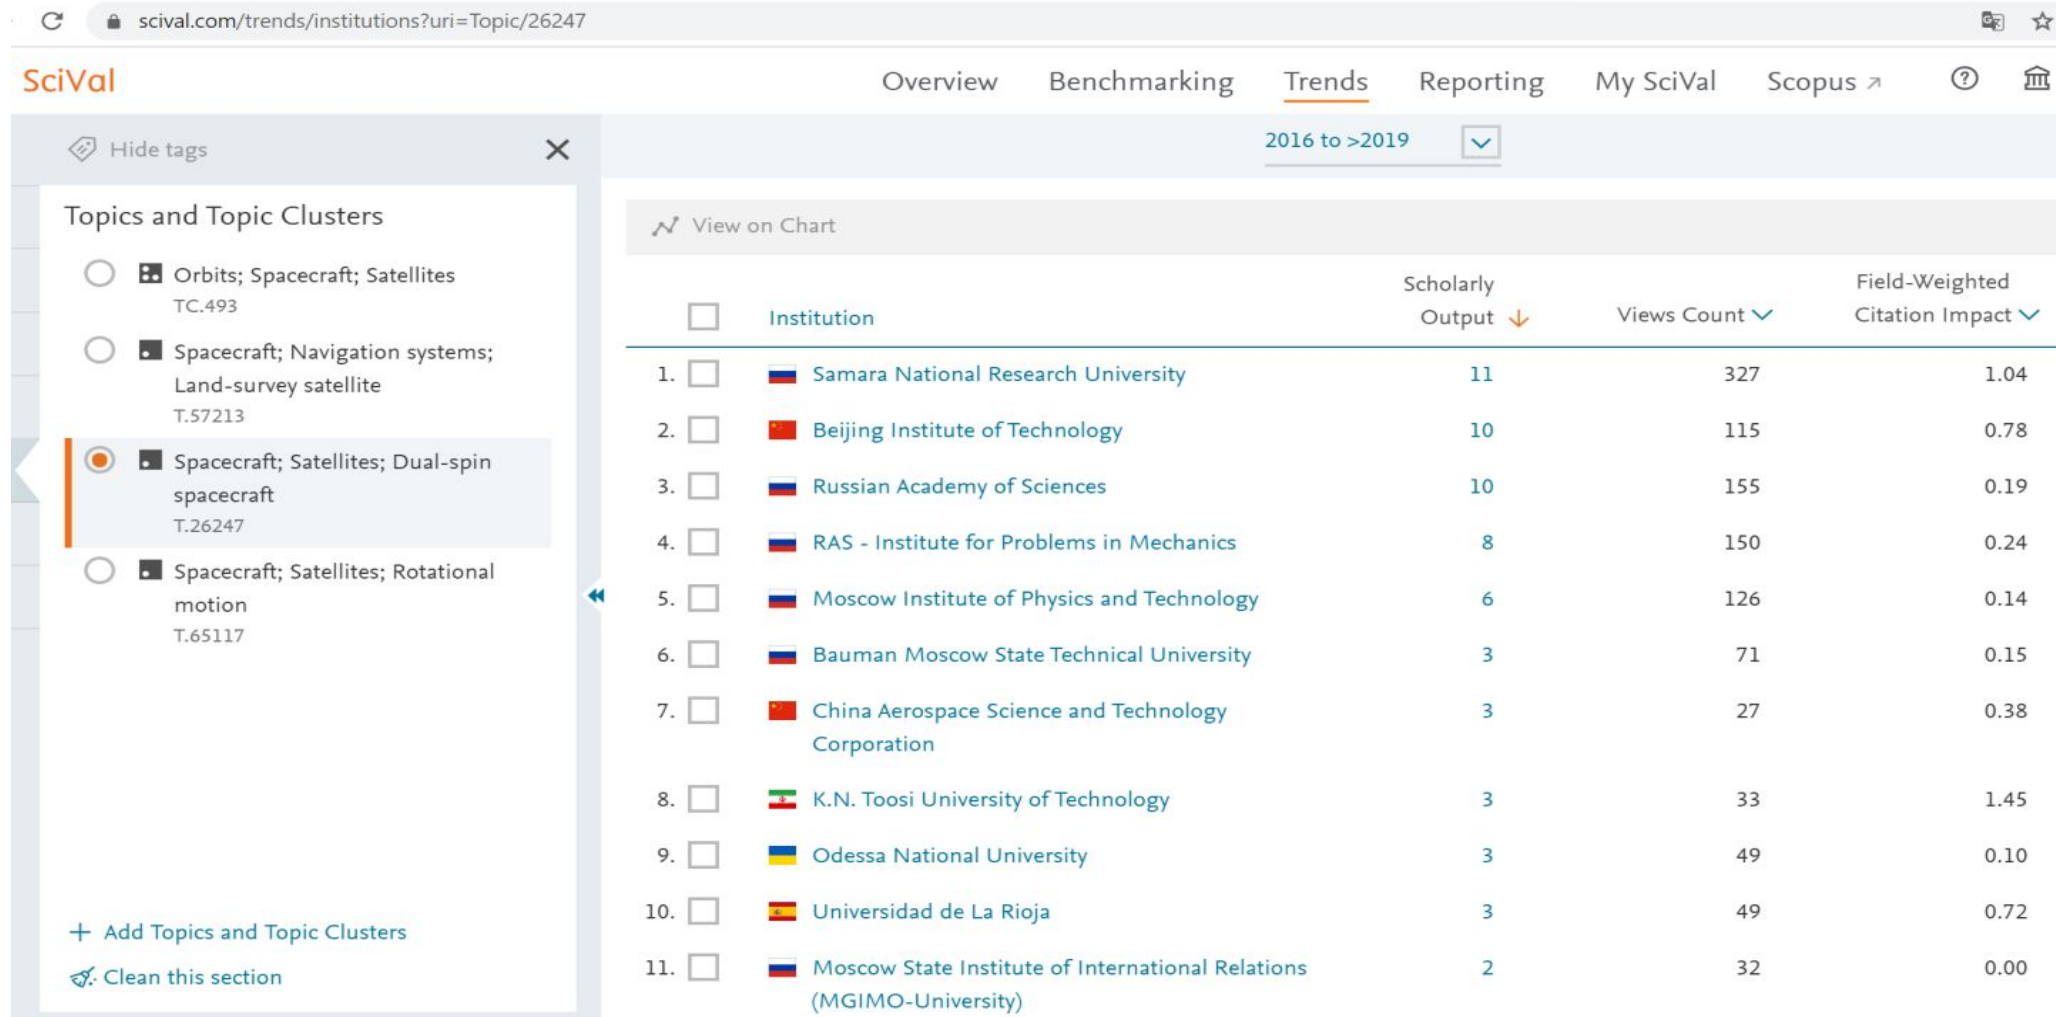 scival.com/trends/institutions?uri=Topic/26247
SciVal
Overview Benchmarking Trends Reporting My SciVal Scopus
Hide tags
2016 to >2019
Topics and Topic Clusters
Orbits; Spacecraft; Satellites
TC.493
Spacecraft; Navigation systems;
Land-survey satellite
T.57213
Spacecraft; Satellites; Dual-spin
spacecraft
T.26247
Spacecraft; Satellites; Rotational
motion
T.65117
+ Add Topics and Topic Clusters
Clean this section
View on Chart
Institution
Scholarly
Output
Views Count
Field-Weighted
Citation Impact
1. Samara National Research University 11 327 1.04
2. Beijing Institute of Technology 10 115 0.78
3. Russian Academy of Sciences 10 155 0.19
4. RAS - Institute for Problems in Mechanics 8 150 0.24
5. Moscow Institute of Physics and Technology 6 126 0.14
6. Bauman Moscow State Technical University 3 71 0.15
7. China Aerospace Science and Technology 3 27 0.38
Corporation
8. K.N. Toosi University of Technology 3 33 1.45
9. Odessa National University 3 49 0.10
10. Universidad de La Rioja 3 49 0.72
11. Moscow State Institute of International Relations 2 32 0.00
(MGIMO-University)